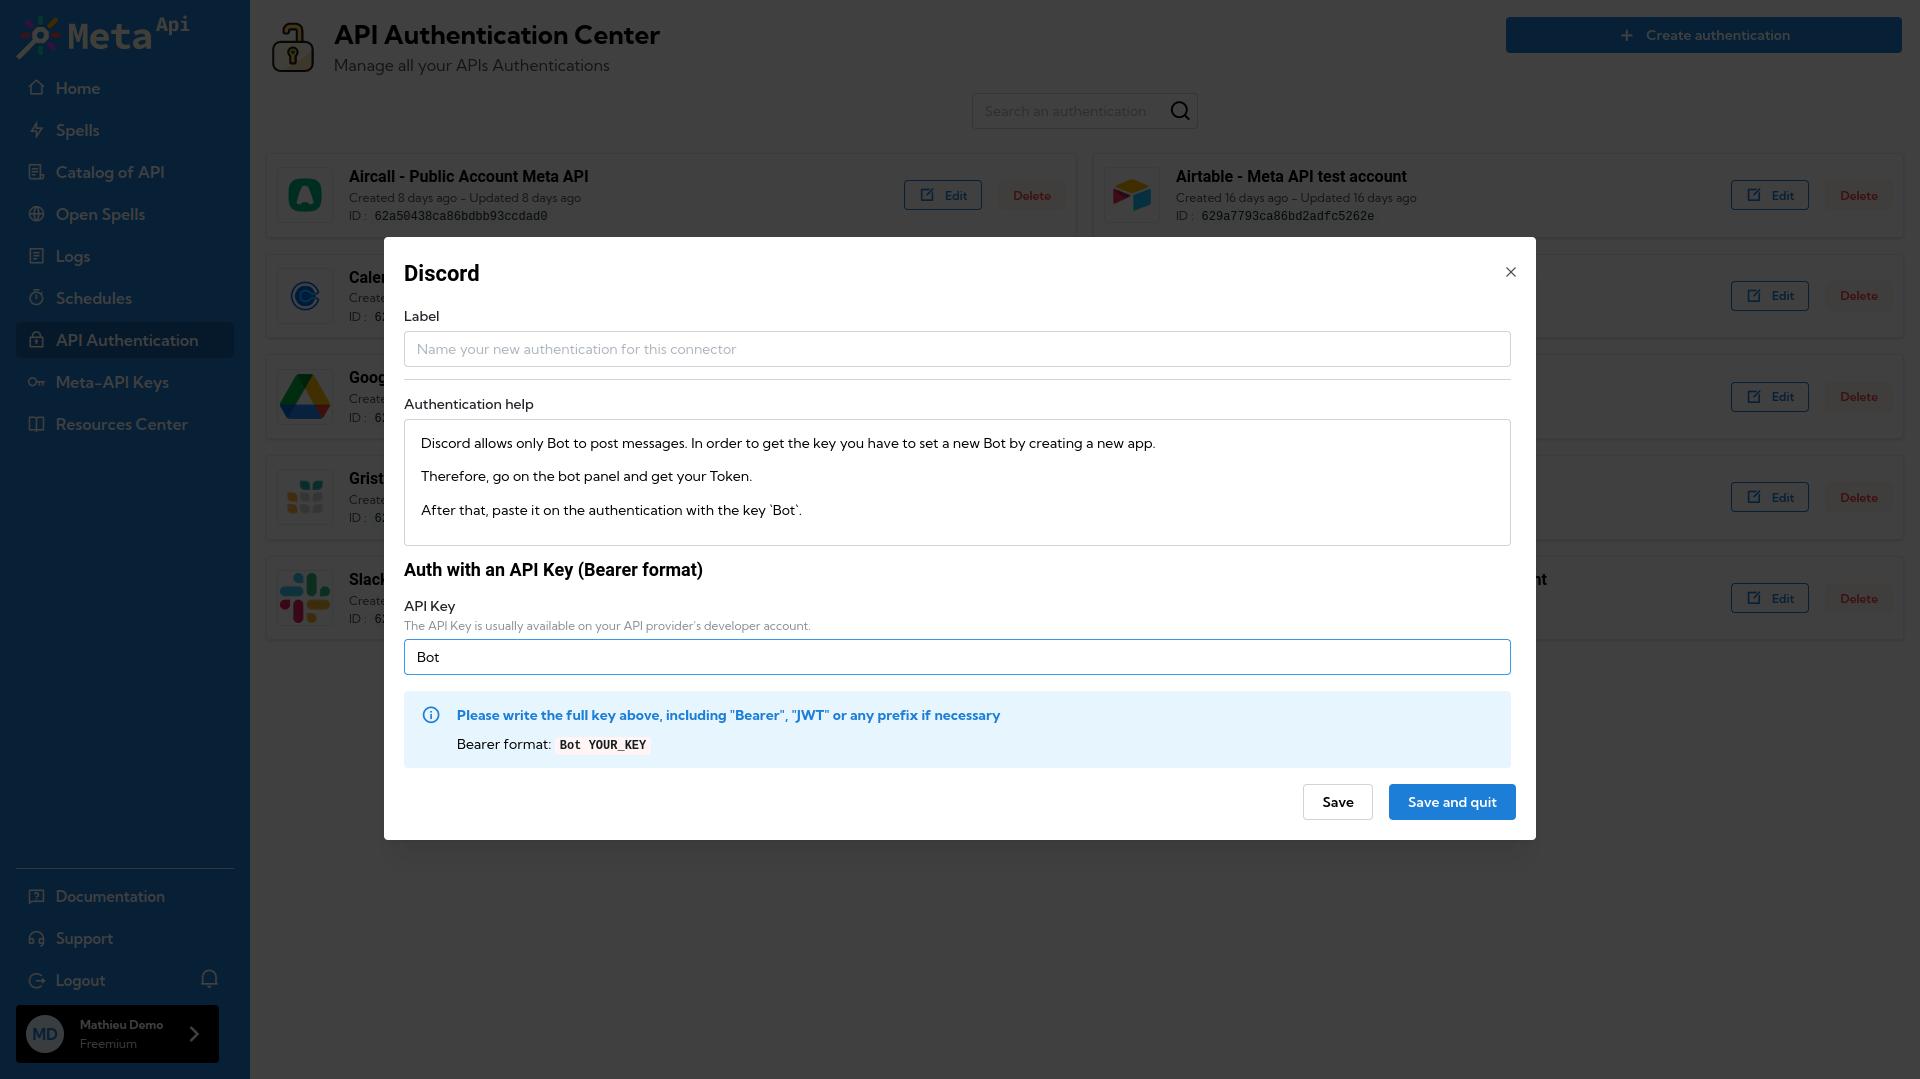 Meta Api
Home
Spells
Catalog of API
Open Spells
Logs
Schedules
API Authentication
Meta-API Keys
Resources Center
Documentation
Support
Logout
MD
Mathieu Demo
Freemium
API Authentication Center
Manage all your APIs Authentications
Create authentication
Search an authentication
Aircall - Public Account Meta API
Created 8 days ago - Updated 8 days ago
ID : 62a50438ca86bdbb93ccdad0
Edit
Delete
Airtable - Meta API test account
Created 16 days ago - Updated 16 days ago
ID : 629a7793ca86bd2adfc5262e
Edit
Delete
Caler
Create
ID : 62
Edit
Delete
Goog
Create
ID : 62
Edit
Delete
Grist
Create
ID : 62
Edit
Delete
Slack
Create
ID : 62
nt
Edit
Delete
Discord
Label
Name your new authentication for this connector
Authentication help
Discord allows only Bot to post messages. In order to get the key you have to set a new Bot by creating a new app.
Therefore, go on the bot panel and get your Token.
After that, paste it on the authentication with the key `Bot`.
Auth with an API Key (Bearer format)
API Key
The API Key is usually available on your API provider's developer account.
Bot
Please write the full key above, including "Bearer", "JWT" or any prefix if necessary
Bearer format: Bot YOUR_KEY
Save
Save and quit